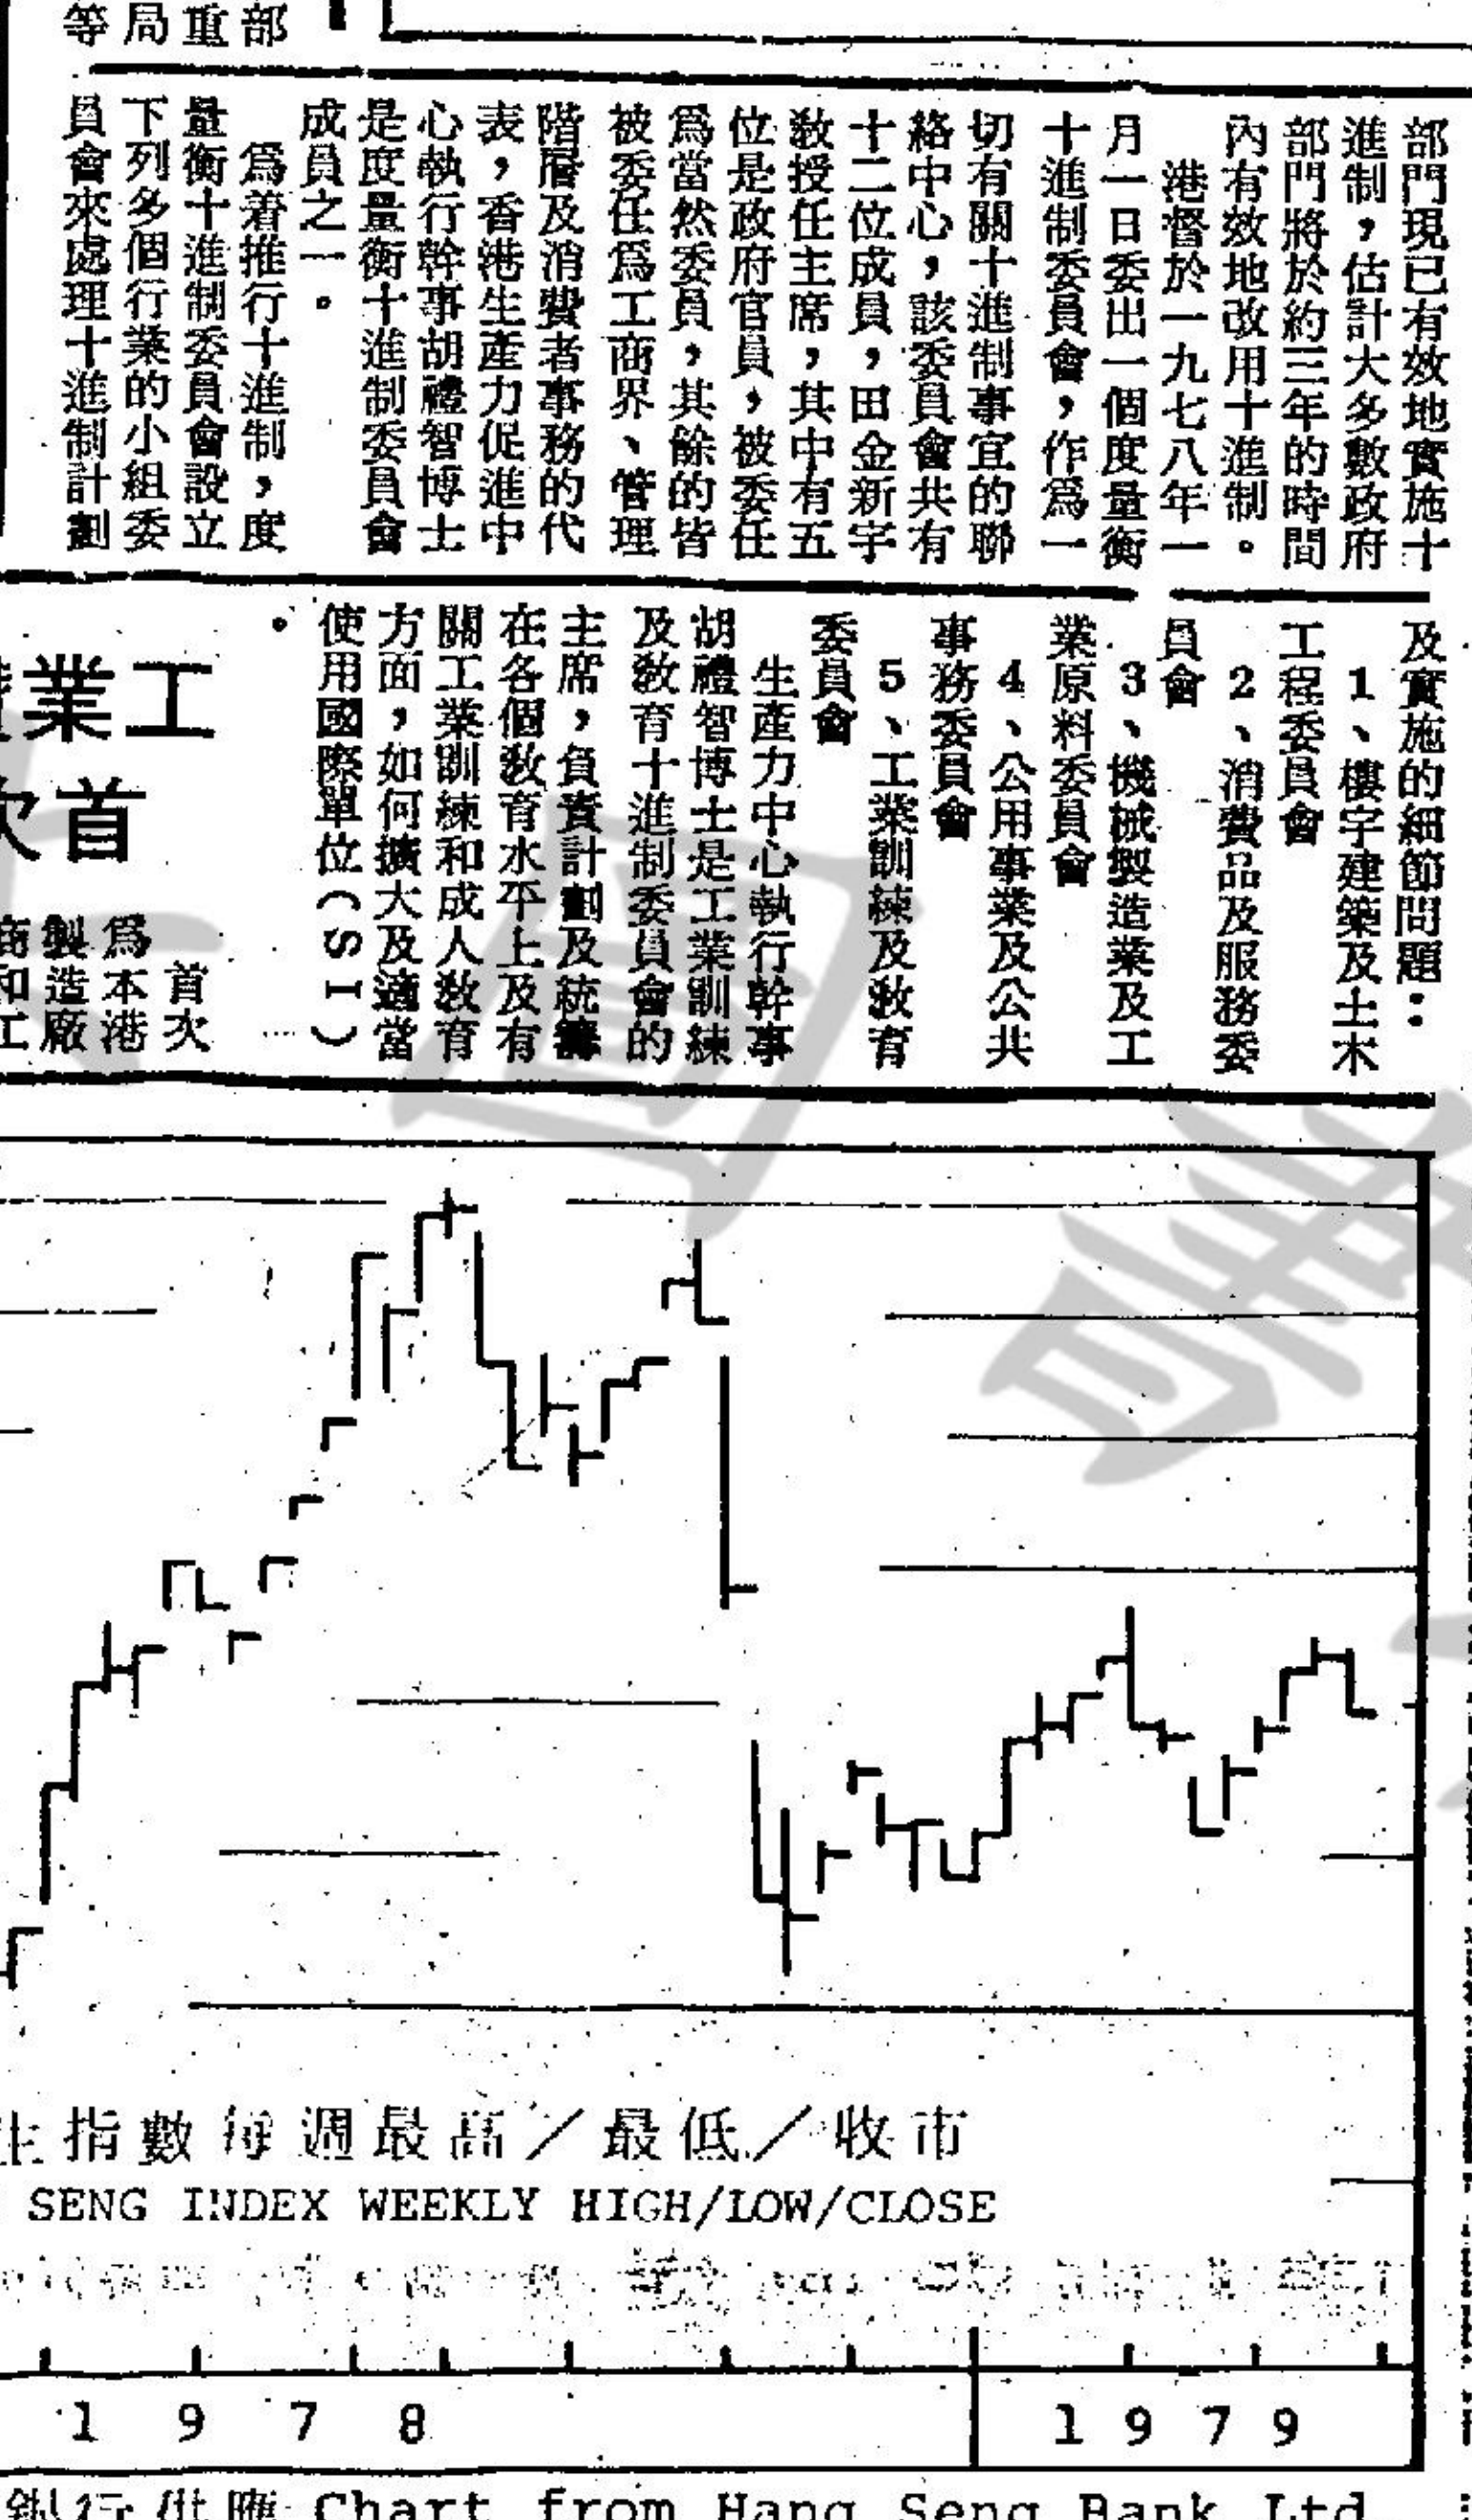 部
重
局
等
部門現已有效地實施十
進制，估計大多數政府
部門將於約三年的時間
內有效地改用十進制。
港督於一九七八年一
月一日委出一個度量衡
十進制委員會，作爲一
切有關十進制事宜的聯
絡中心，該委員會共有
十二位成員，田金新宇
教授任主席，其中有五
位是政府官員，被委任
爲當然委員，其餘的皆
被委任爲工商界、管理
階層及消費者事務的代
表，香港生產力促進中
心執行幹事胡禮智博士
是度量衡十進制委員會
成員之一。
爲着推行十進制，度
量衡十進制委員會設立
下列多個行業的小組委
員會來處理十進制計劃
及實施的細節問題：
1、樓宇建築及土木
工程委員會
2、消費品及服務委
員會
3、機械製造業及工
業原料委員會
4、公用事業及公共
事務委員會
5、工業訓練及教育
委員會
生產力中心執行幹事
胡禮智博士是工業訓練
及教育十進制委員會的
主席，負責計劃及統籌
在各個教育水平上及有
關工業訓練和成人教育
方面，如何擴大及適當
使用國際單位（SI）
。
工業
首次
首次
爲本港
製造廠
商和工
生指數每週最高／最低／收市
SENG INDEX WEEKLY HIGH/LOW/CLOSE
1978
1979
銀行供應 Chart from Hang Seng Bank Ltd